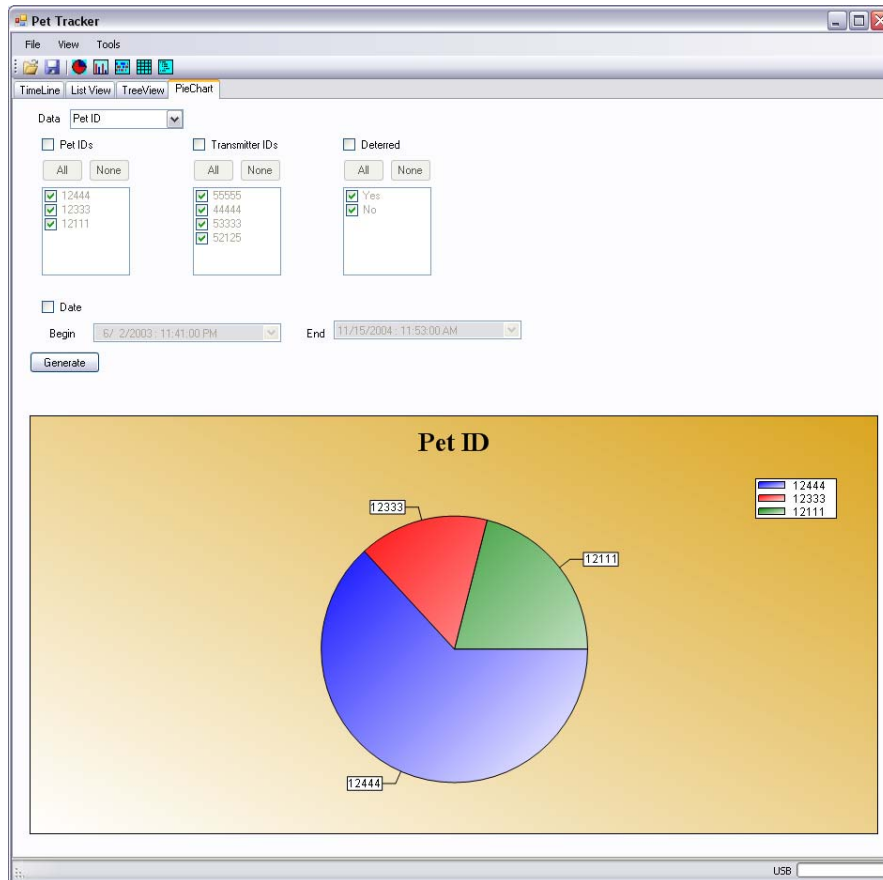 Pet Tracker
File View Tools
TimeLine List View TreeView PieChart
Data Pet ID
Pet IDs Transmitter IDs Deterred
All None All None All None
12444 55555 Yes
12333 44444 No
12111 53333
52125
Date
Begin 6/ 2/2003 : 11:41:00 PM End 11/15/2004 : 11:53:00 AM
Generate
Pet ID
12444
12333
12111
12333
12111
12444
USB